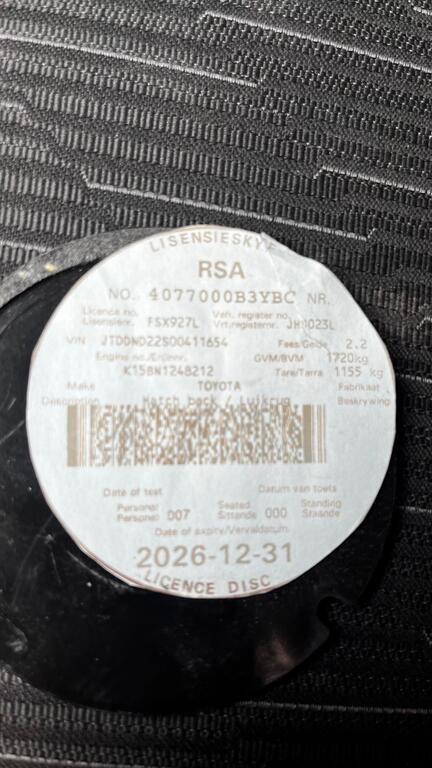 LISENSIESKYF
RSA
NO. 4077000B3YBC NR.
Licence no. Veh. register no.
Lisensienr. FSX927L Vrt.registernr.
VIN JTDDND22S00411654 Fees/Gelde 2.2
Engine no./Enjinnr. GVM/BVM 1720kg
K15BN1248212 Tare/Tarra 1155 kg
Make TOYOTA Fabrikaat
Description Hatch back / Luikrug Beskrywing
Date of test Datum van toets
Persons/ Seated Standing
Persone 007 Sittende 000 Staande
Date of expiry/Vervaldatum
2026-12-31
LICENCE DISC